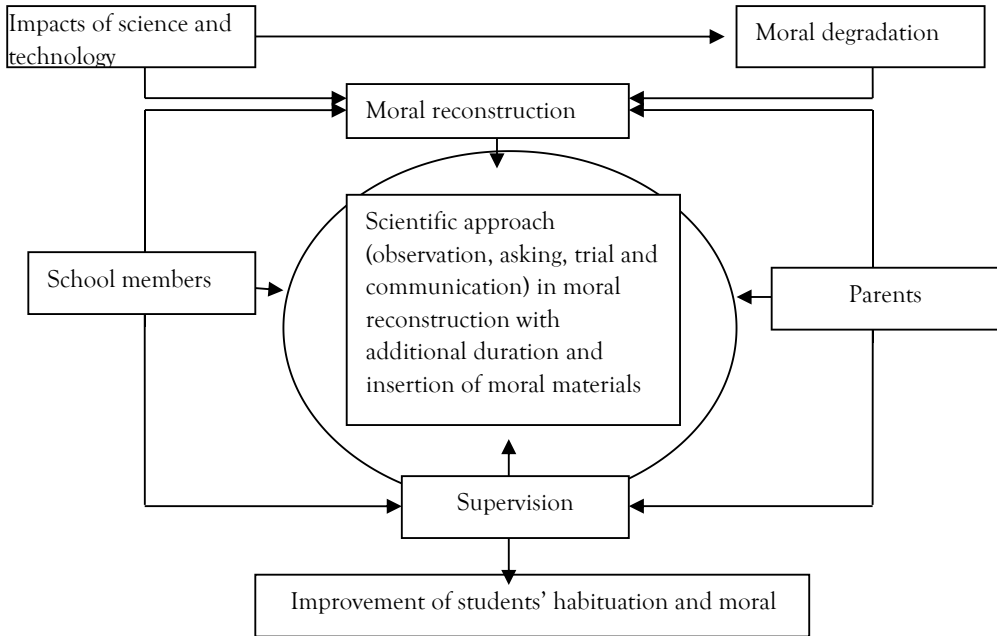 Impacts of science and
technology
Moral degradation
Moral reconstruction
Scientific approach
(observation, asking, trial and
communication) in moral
reconstruction with
additional duration and
insertion of moral materials
School members
Parents
Supervision
Improvement of students’ habituation and moral